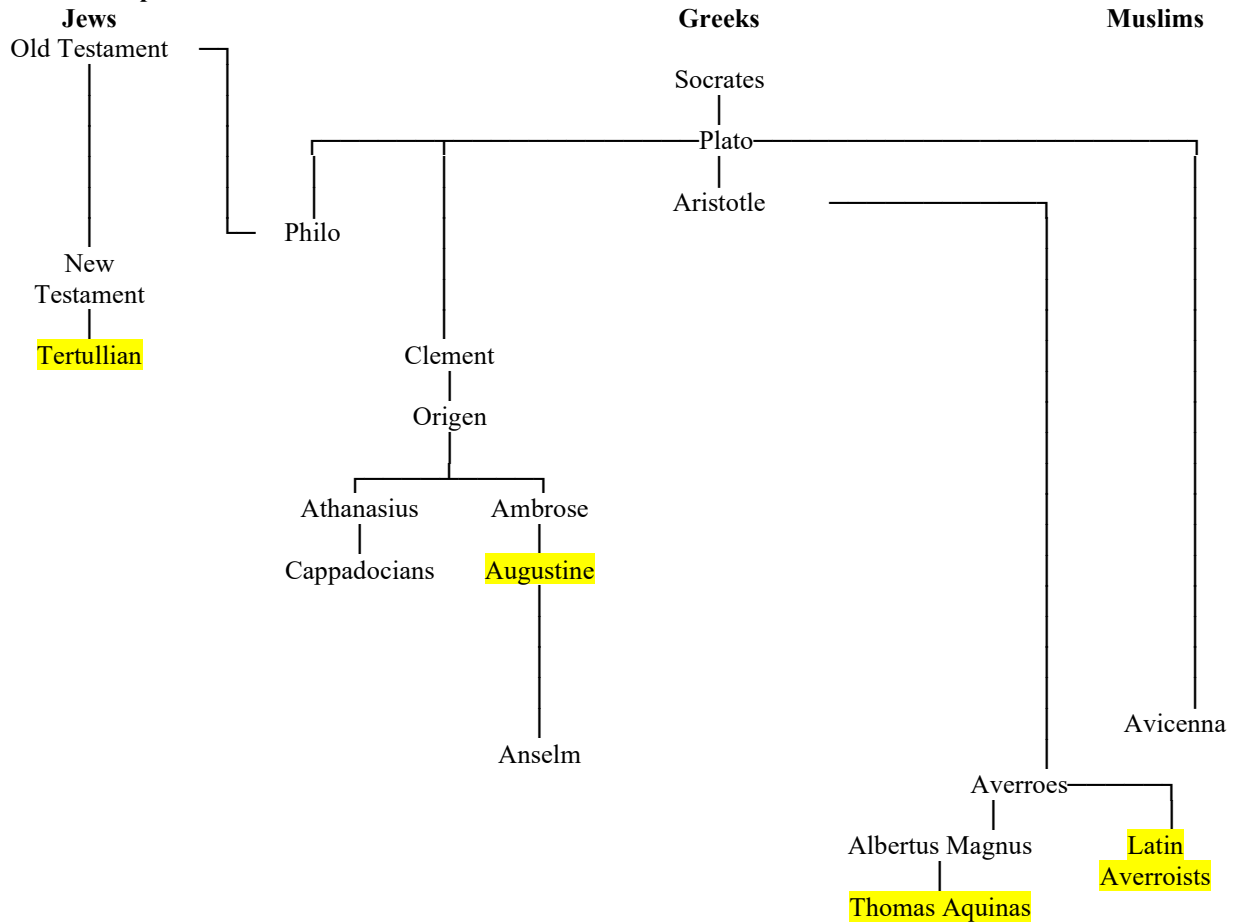 Jews Greeks Muslims
Old Testament
Socrates
Plato
Aristotle
Philo
New
Testament
Tertullian
Clement
Origen
Athanasius Ambrose
Cappadocians Augustine
Avicenna
Anselm
Averroes
Albertus Magnus Latin
Averroists
Thomas Aquinas